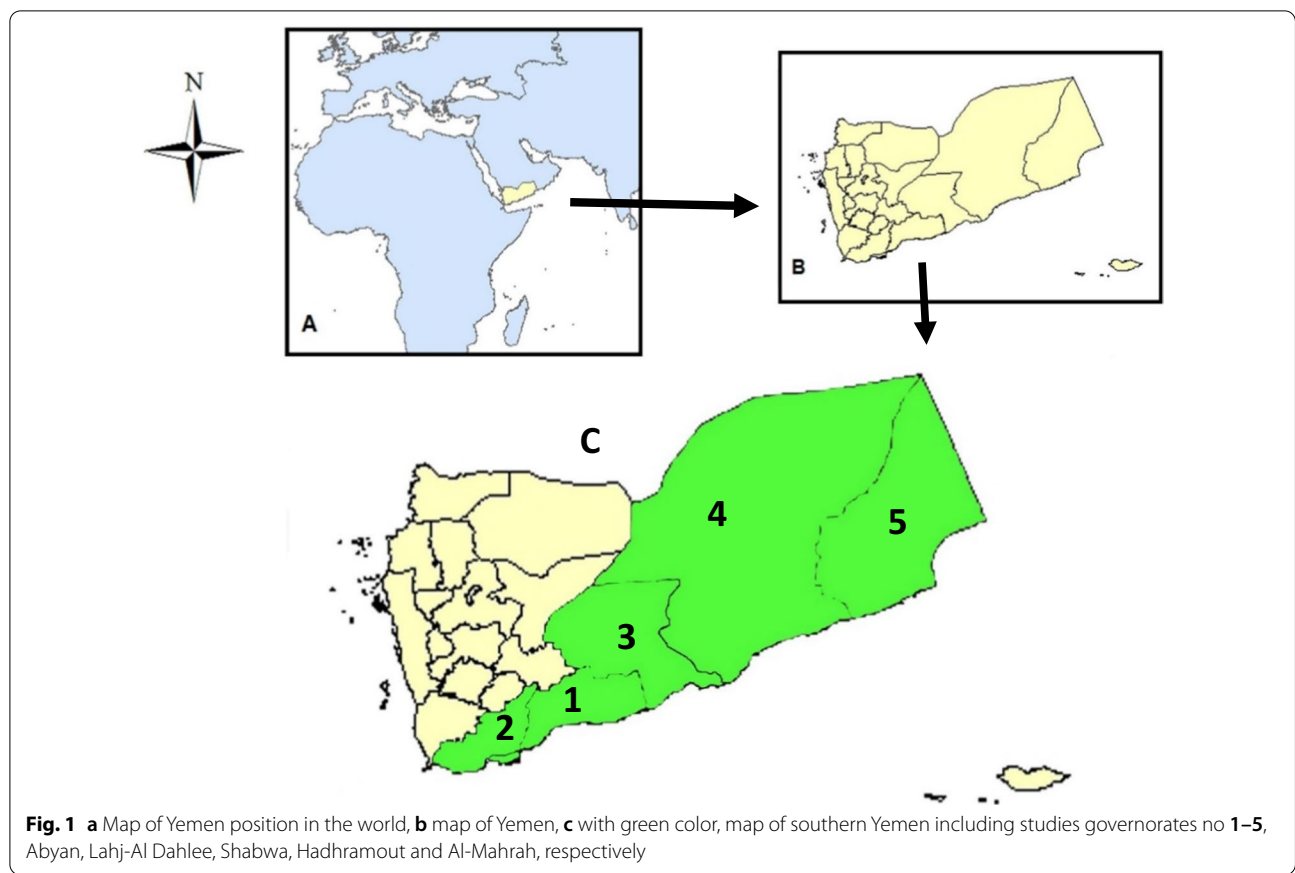 N
A
B
C
4
5
3
1
2
Fig. 1 a Map of Yemen position in the world, b map of Yemen, c with green color, map of southern Yemen including studies governorates no 1–5,
Abyan, Lahj-Al Dahlee, Shabwa, Hadhramout and Al-Mahrah, respectively